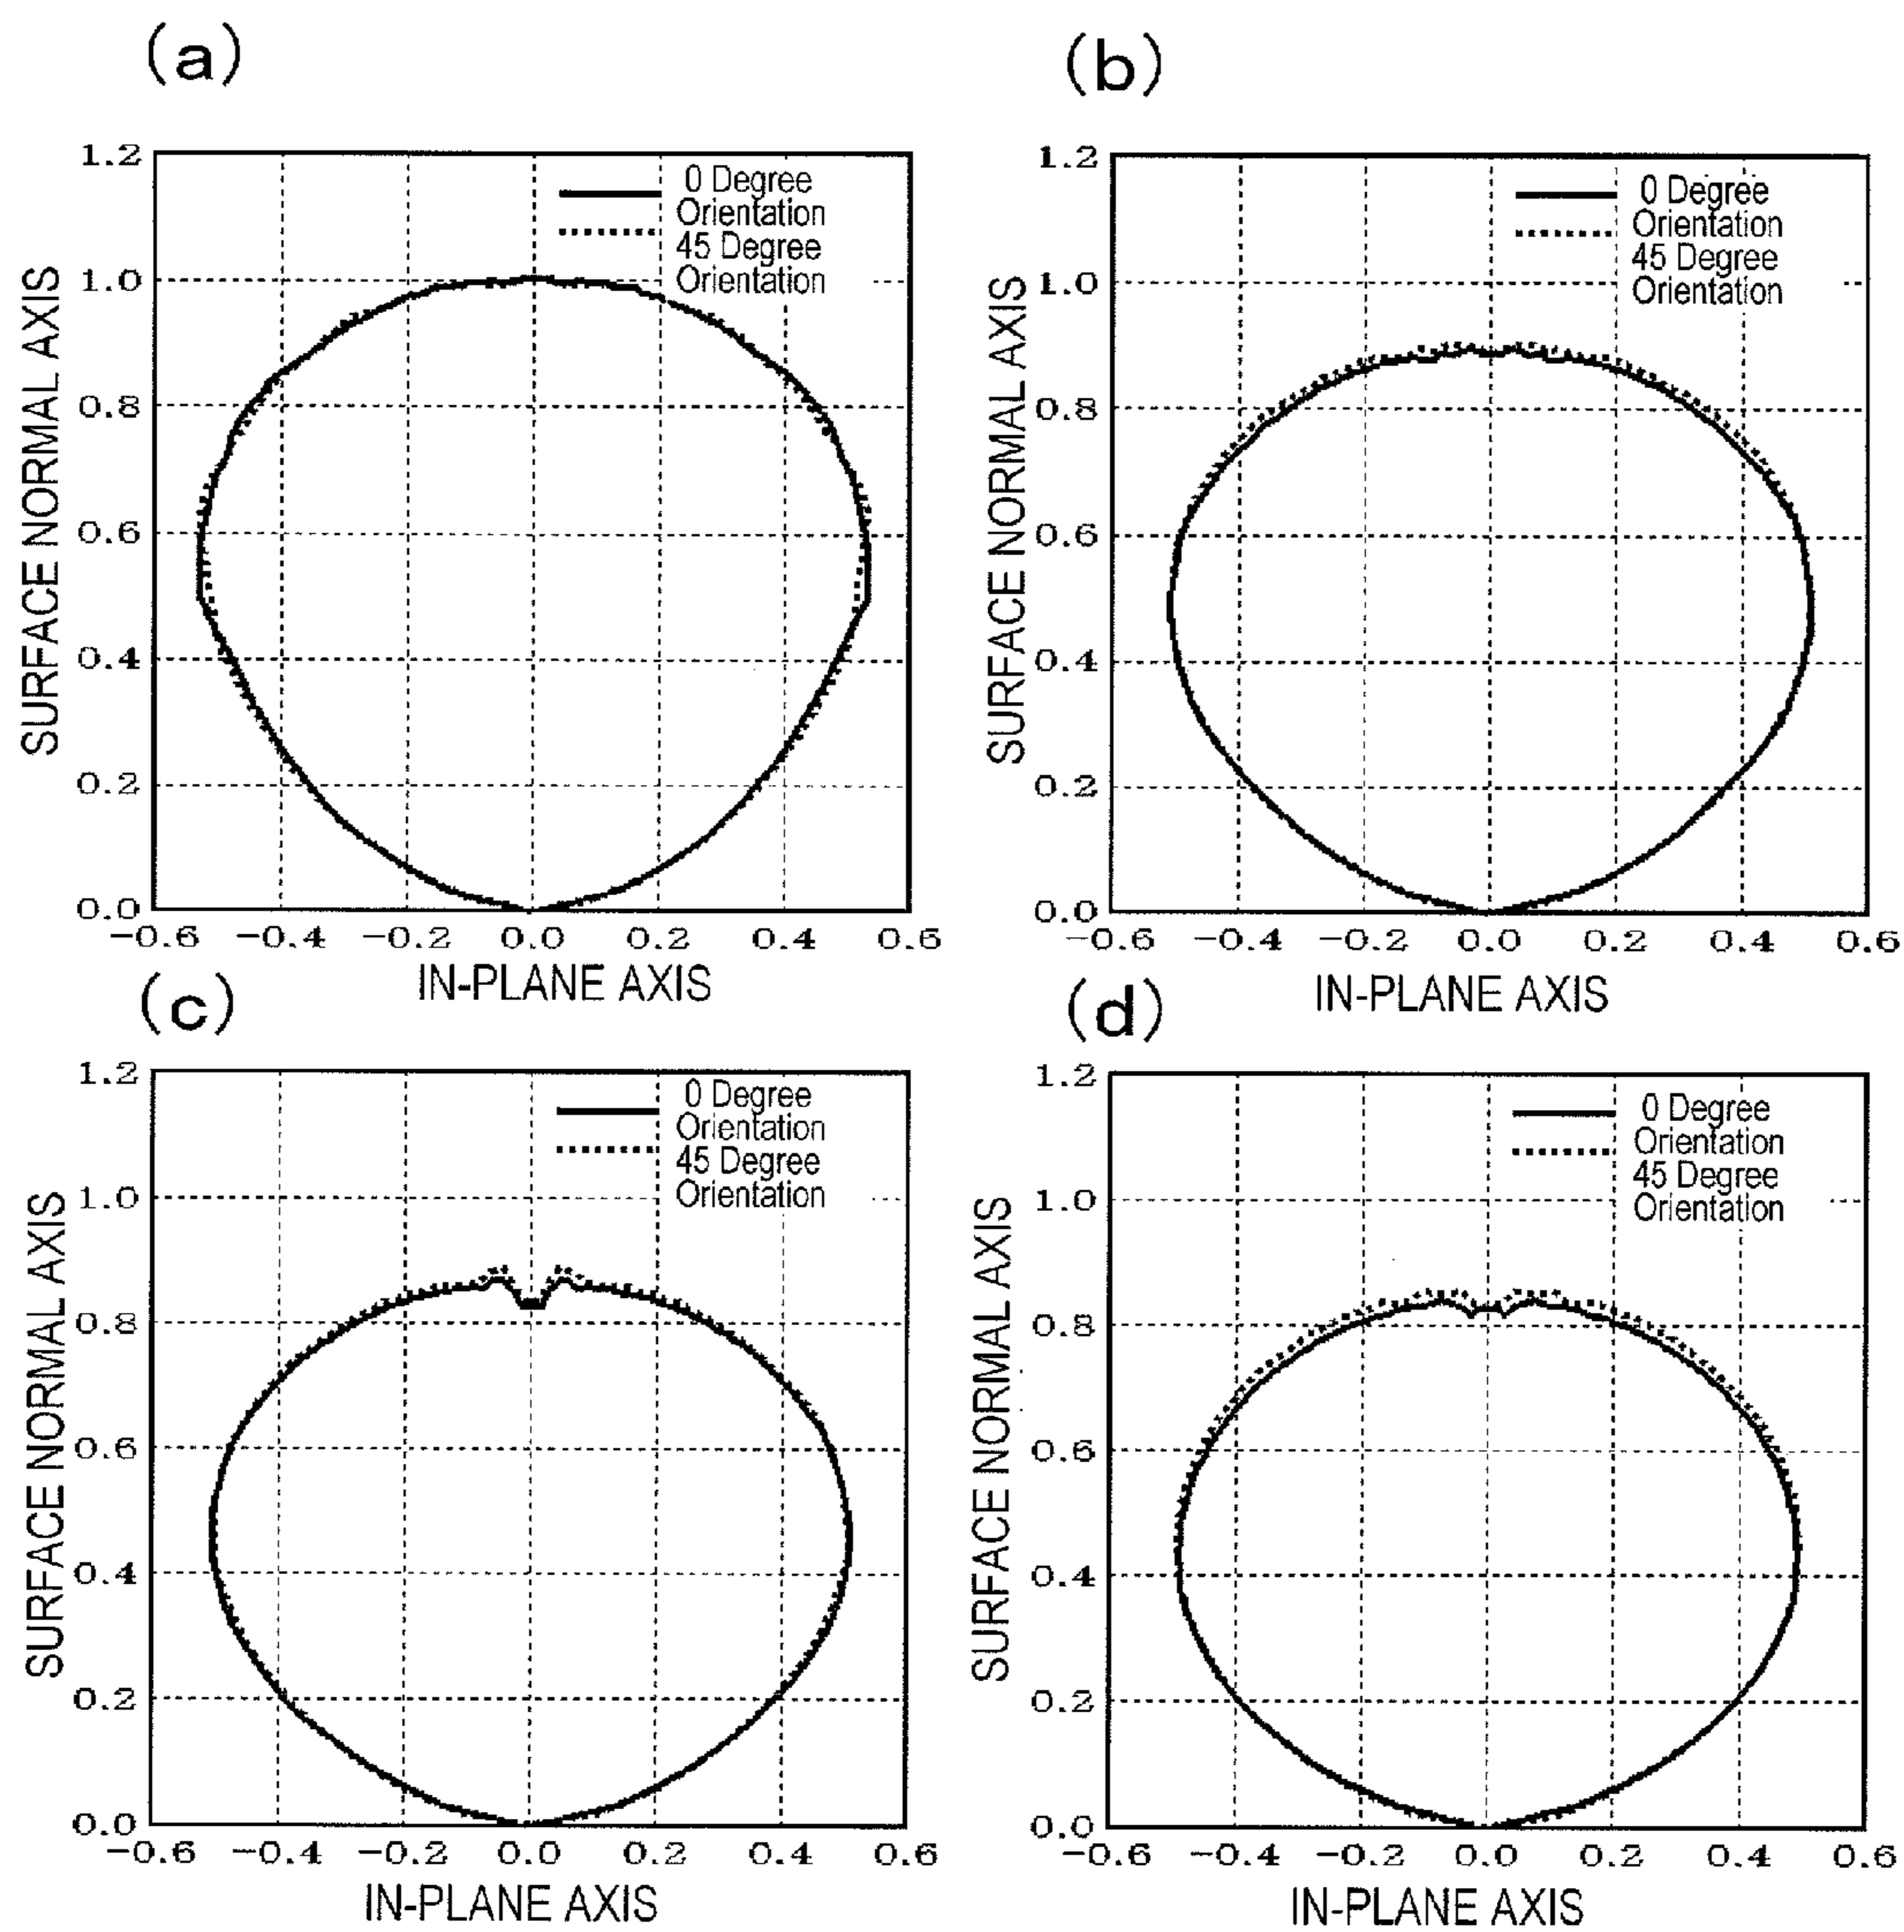 (a)
SURFACE NORMAL AXIS
1.2
1.0
0.8
0.6
0.4
0.2
0.0
0 Degree
Orientation
45 Degree
Orientation
−0.6 −0.4 −0.2 0.0 0.2 0.4 0.6
IN-PLANE AXIS
(b)
SURFACE NORMAL AXIS
1.2
1.0
0.8
0.6
0.4
0.2
0.0
0 Degree
Orientation
45 Degree
Orientation
−0.6 −0.4 −0.2 0.0 0.2 0.4 0.6
IN-PLANE AXIS
(c)
SURFACE NORMAL AXIS
1.2
1.0
0.8
0.6
0.4
0.2
0.0
0 Degree
Orientation
45 Degree
Orientation
−0.6 −0.4 −0.2 0.0 0.2 0.4 0.6
IN-PLANE AXIS
(d)
SURFACE NORMAL AXIS
1.2
1.0
0.8
0.6
0.4
0.2
0.0
0 Degree
Orientation
45 Degree
Orientation
−0.6 −0.4 −0.2 0.0 0.2 0.4 0.6
IN-PLANE AXIS